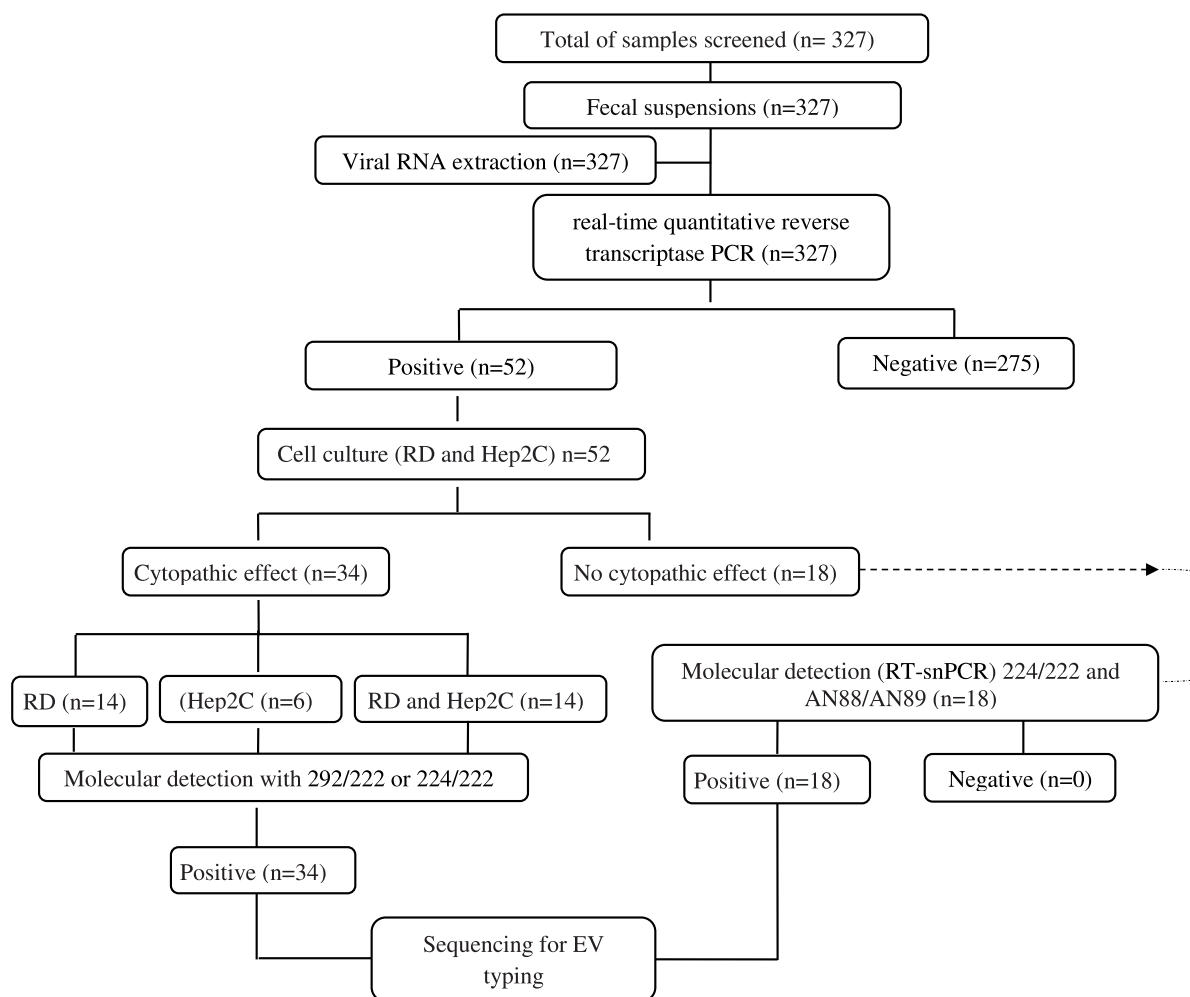 Total of samples screened (n= 327)
Fecal suspensions (n=327)
Viral RNA extraction (n=327)
real-time quantitative reverse
transcriptase PCR (n=327)
Positive (n=52)
Negative (n=275)
Cell culture (RD and Hep2C) n=52
Cytopathic effect (n=34)
No cytopathic effect (n=18)
RD (n=14)
(Hep2C (n=6)
RD and Hep2C (n=14)
Molecular detection (RT-snPCR) 224/222 and
AN88/AN89 (n=18)
Molecular detection with 292/222 or 224/222
Positive (n=18)
Negative (n=0)
Positive (n=34)
Sequencing for EV
typing